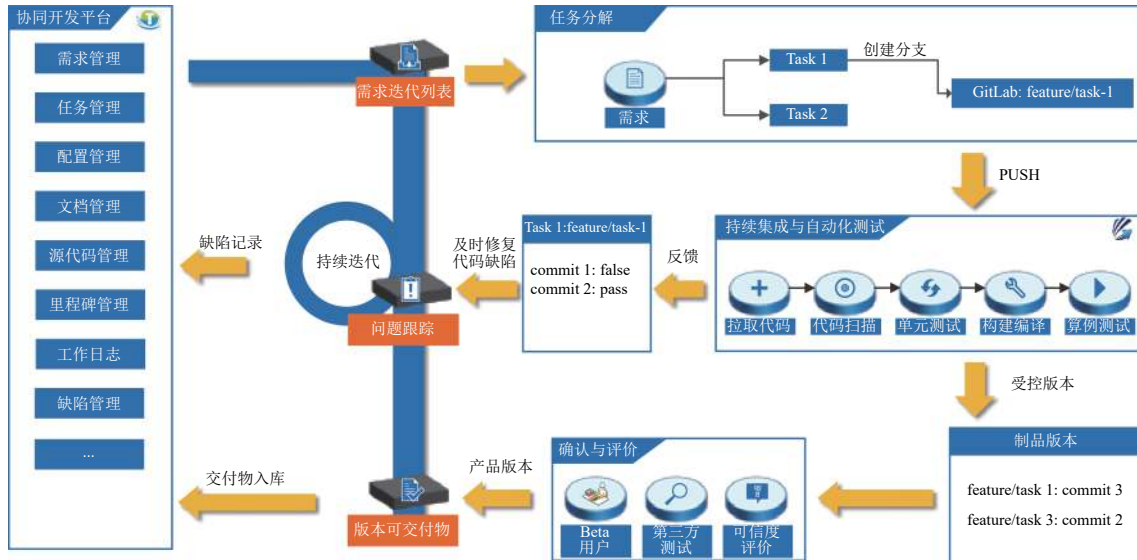 协同开发平台
需求管理
任务管理
配置管理
文档管理
源代码管理
里程碑管理
工作日志
缺陷管理
...
需求迭代列表
任务分解
需求
Task 1
Task 2
创建分支
GitLab: feature/task-1
PUSH
持续集成与自动化测试
拉取代码
代码扫描
单元测试
构建编译
算例测试
反馈
Task 1:feature/task-1
commit 1: false
commit 2: pass
及时修复
代码缺陷
持续迭代
问题跟踪
缺陷记录
受控版本
制品版本
feature/task 1: commit 3
feature/task 3: commit 2
确认与评价
Beta
用户
第三方
测试
可信度
评价
产品版本
版本可交付物
交付物入库